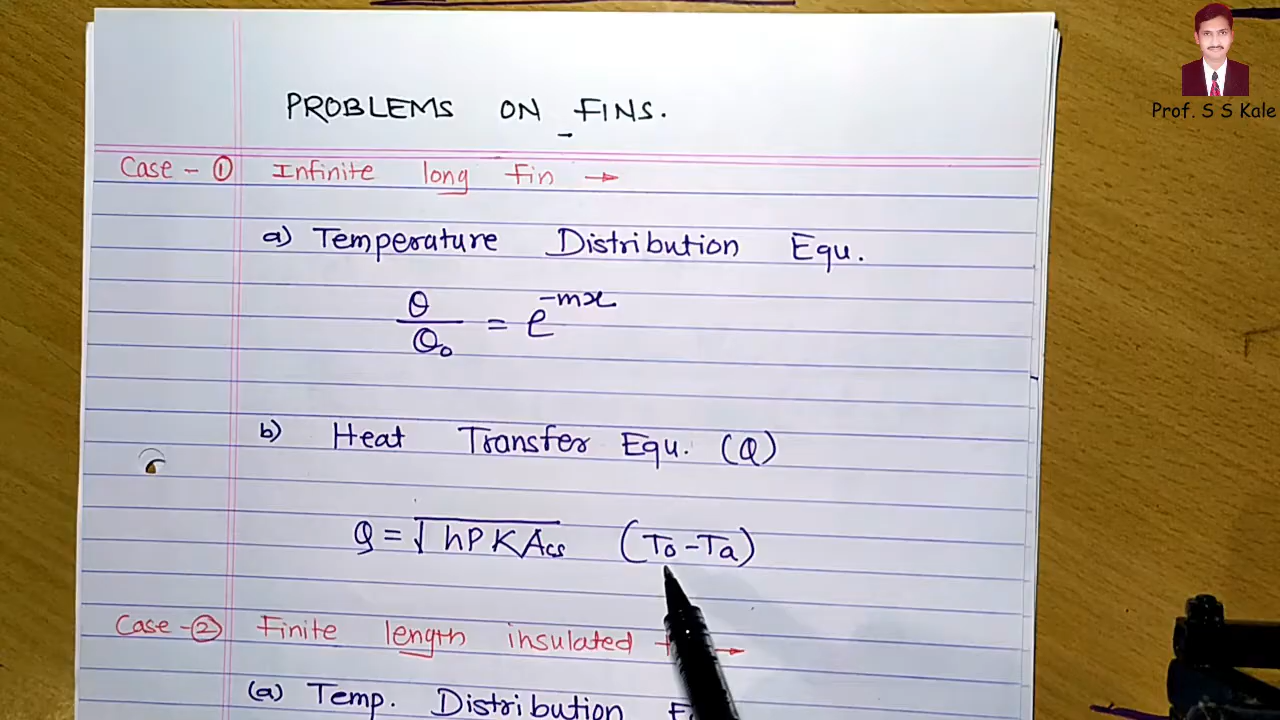 Prof. S S Kale
PROBLEMS ON FINS.
Case - ① Infinite long fin →
a) Temperature Distribution Equ.
θ/θ₀ = e^-mx
b) Heat Transfer Equ. (Q)
Q = √hPKAcs (To - Ta)
Case - ② Finite length insulated →
(a) Temp. Distribution